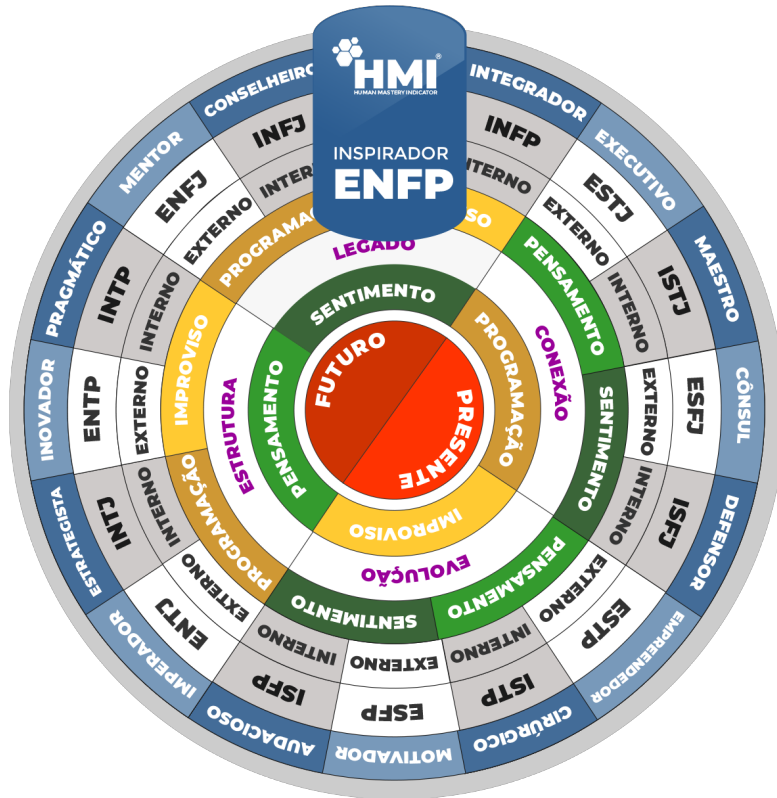 HMI®
HUMAN MASTERY INDICATOR
INSPIRADOR
ENFP
INTEGRADOR
EXECUTIVO
MAESTRO
CÔNSUL
DEFENSOR
EMPREENDEDOR
CIRÚRGICO
MOTIVADOR
AUDACIOSO
IMPERADOR
ESTRATEGISTA
INOVADOR
PRAGMÁTICO
MENTOR
CONSELHEIRO
INFP
ESTJ
ISTJ
ESFJ
ISFJ
ESTP
ISTP
ESFP
ISFP
ENTJ
INTJ
ENTP
INTP
ENFJ
INFJ
EXTERNO
INTERNO
EXTERNO
INTERNO
EXTERNO
INTERNO
EXTERNO
INTERNO
EXTERNO
INTERNO
EXTERNO
INTERNO
EXTERNO
PENSAMENTO
SENTIMENTO
PENSAMENTO
SENTIMENTO
PROGRAMAÇÃO
IMPROVISO
LEGADO
CONEXÃO
EVOLUÇÃO
ESTRUTURA
SENTIMENTO
PROGRAMAÇÃO
IMPROVISO
PENSAMENTO
FUTURO
PRESENTE